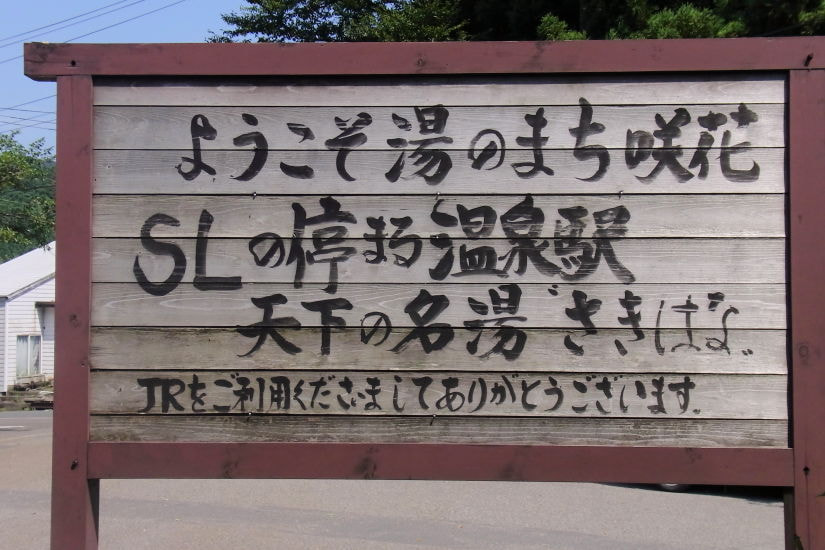 ようこそ湯のまち咲花
SLの停まる温泉駅
天下の名湯"さきはな"
JRをご利用くださいましてありがとうございます。